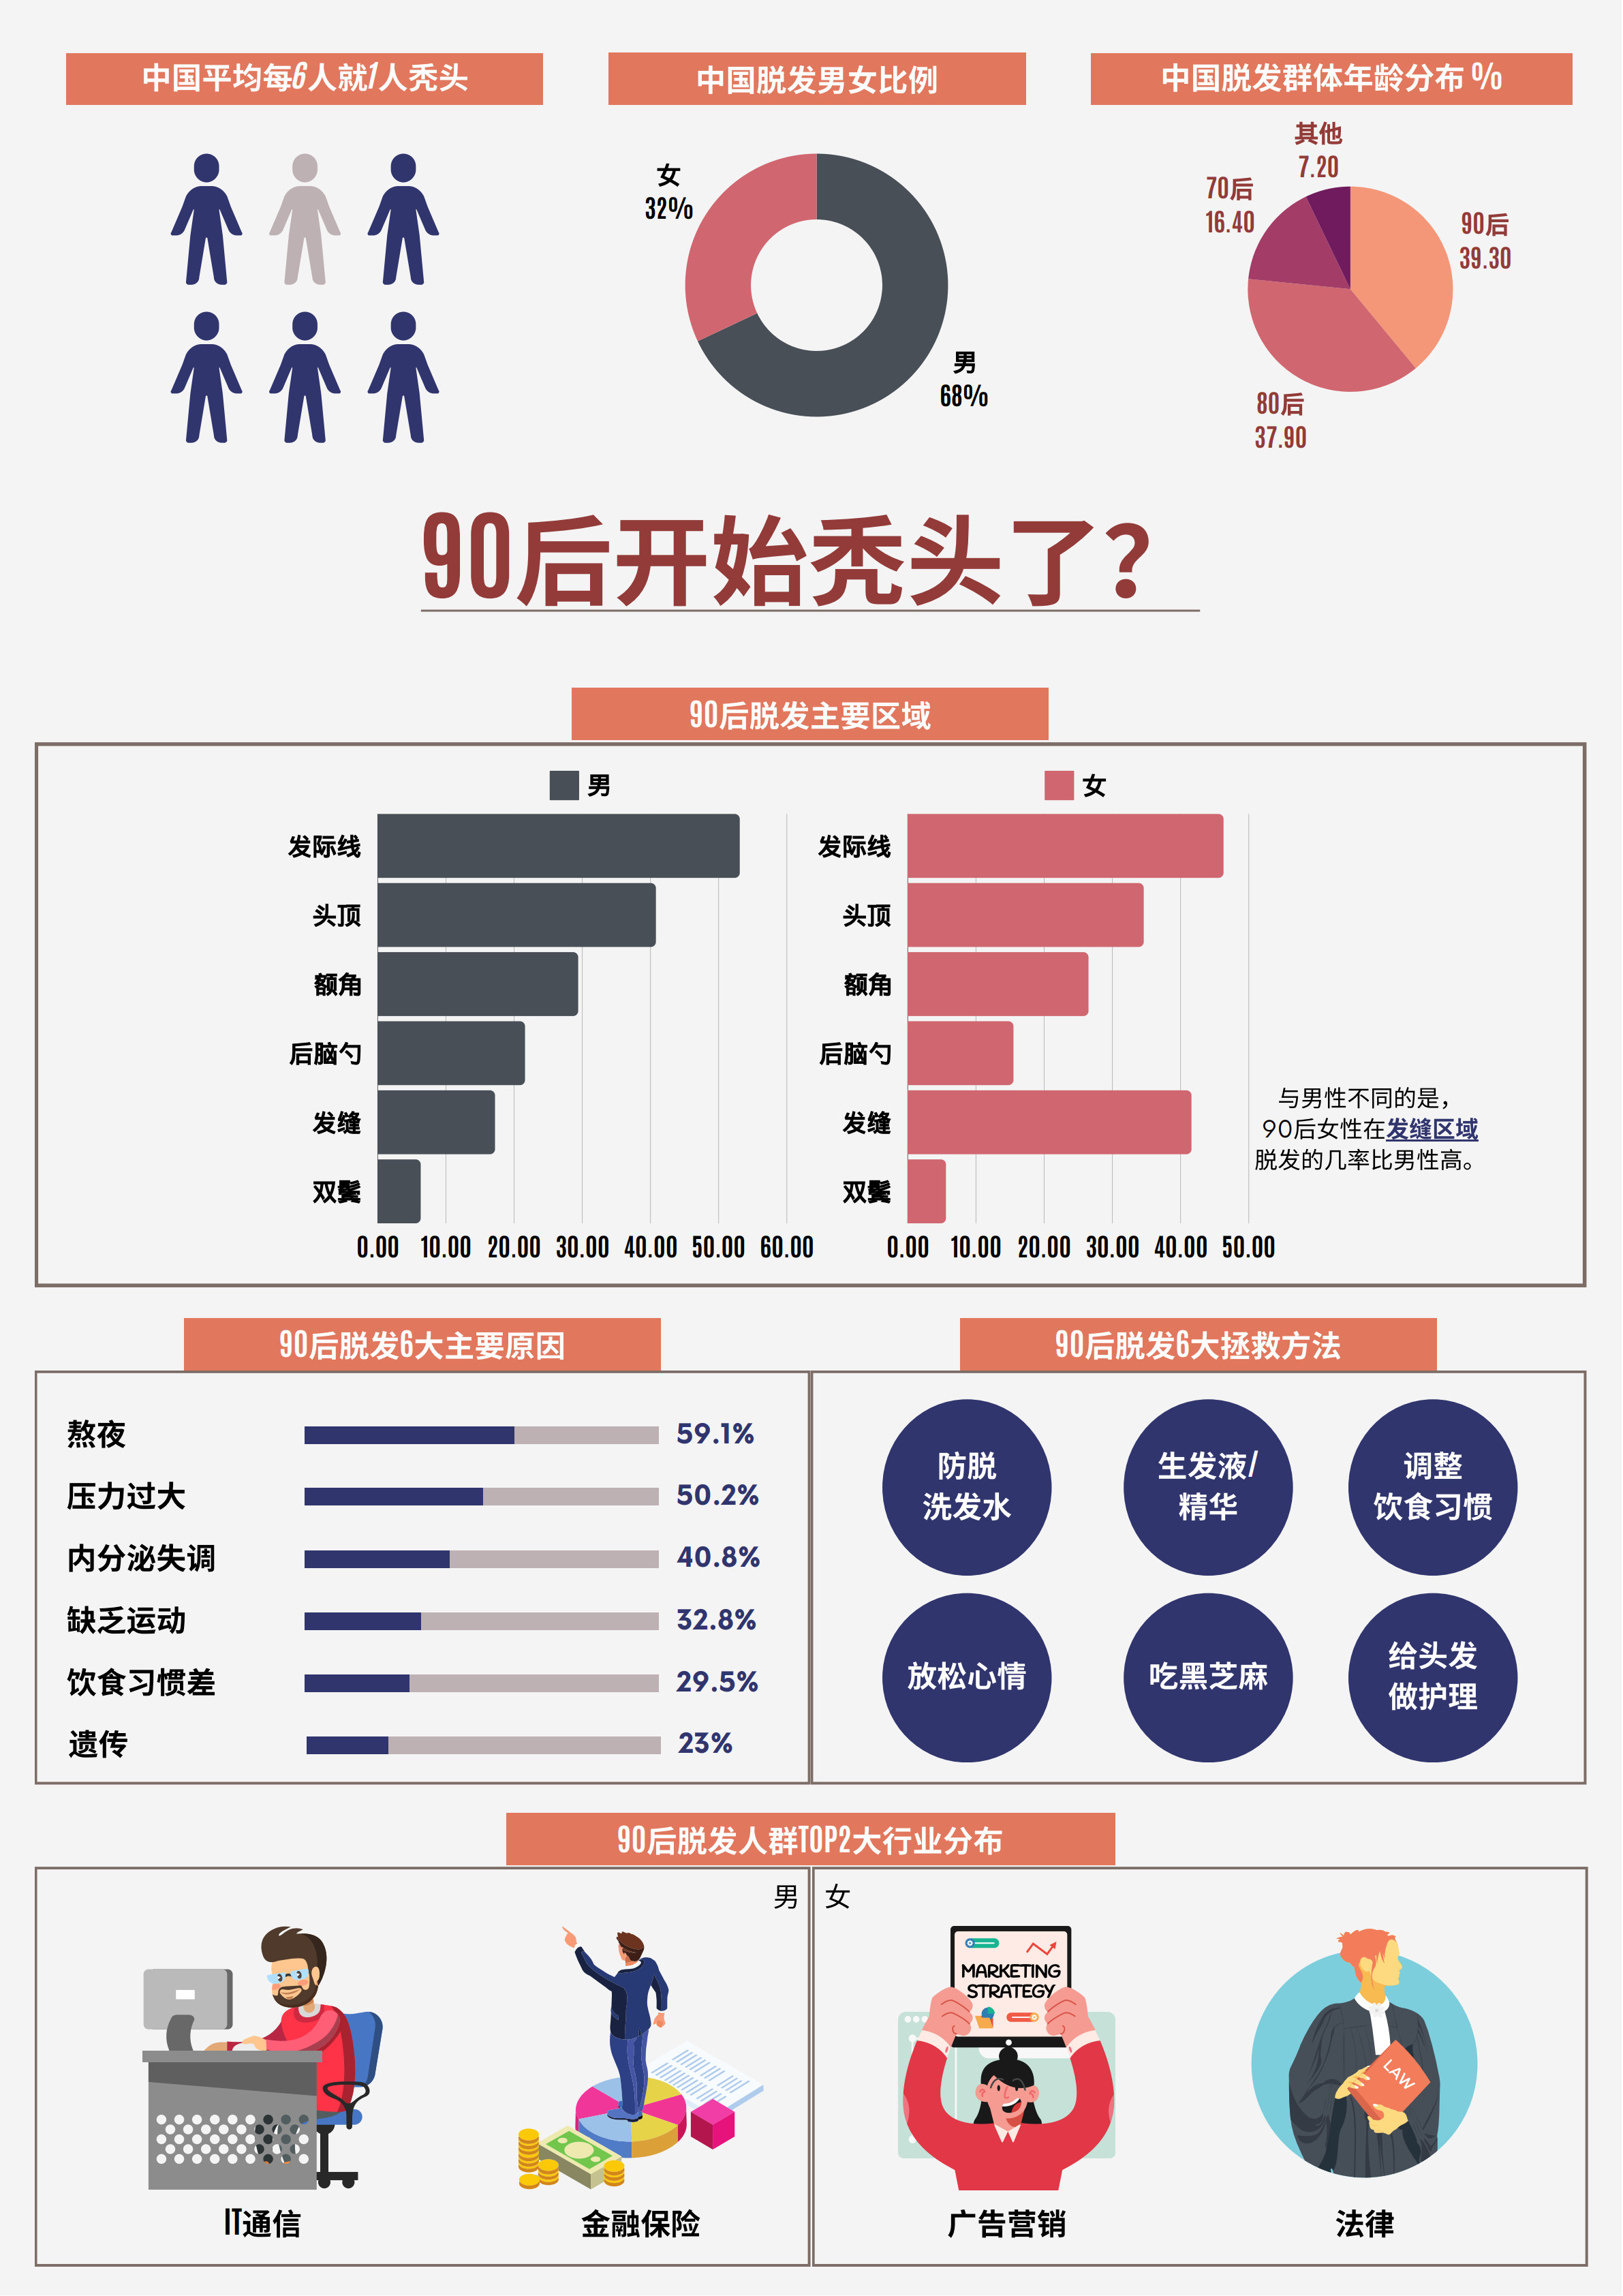 中国平均每6人就1人秃头
中国脱发男女比例
女
32%
男
68%
中国脱发群体年龄分布 %
其他
7.20
70后
16.40
90后
39.30
80后
37.90
90后开始秃头了？
90后脱发主要区域
男
发际线
头顶
额角
后脑勺
发缝
双鬓
0.00 10.00 20.00 30.00 40.00 50.00 60.00
女
发际线
头顶
额角
后脑勺
发缝
双鬓
0.00 10.00 20.00 30.00 40.00 50.00
与男性不同的是，
90后女性在发缝区域
脱发的几率比男性高。
90后脱发6大主要原因
熬夜 59.1%
压力过大 50.2%
内分泌失调 40.8%
缺乏运动 32.8%
饮食习惯差 29.5%
遗传 23%
90后脱发6大拯救方法
防脱
洗发水
生发液/
精华
调整
饮食习惯
放松心情
吃黑芝麻
给头发
做护理
90后脱发人群TOP2大行业分布
男
IT通信
金融保险
女
MARKETING
STRATEGY
广告营销
LAW
法律